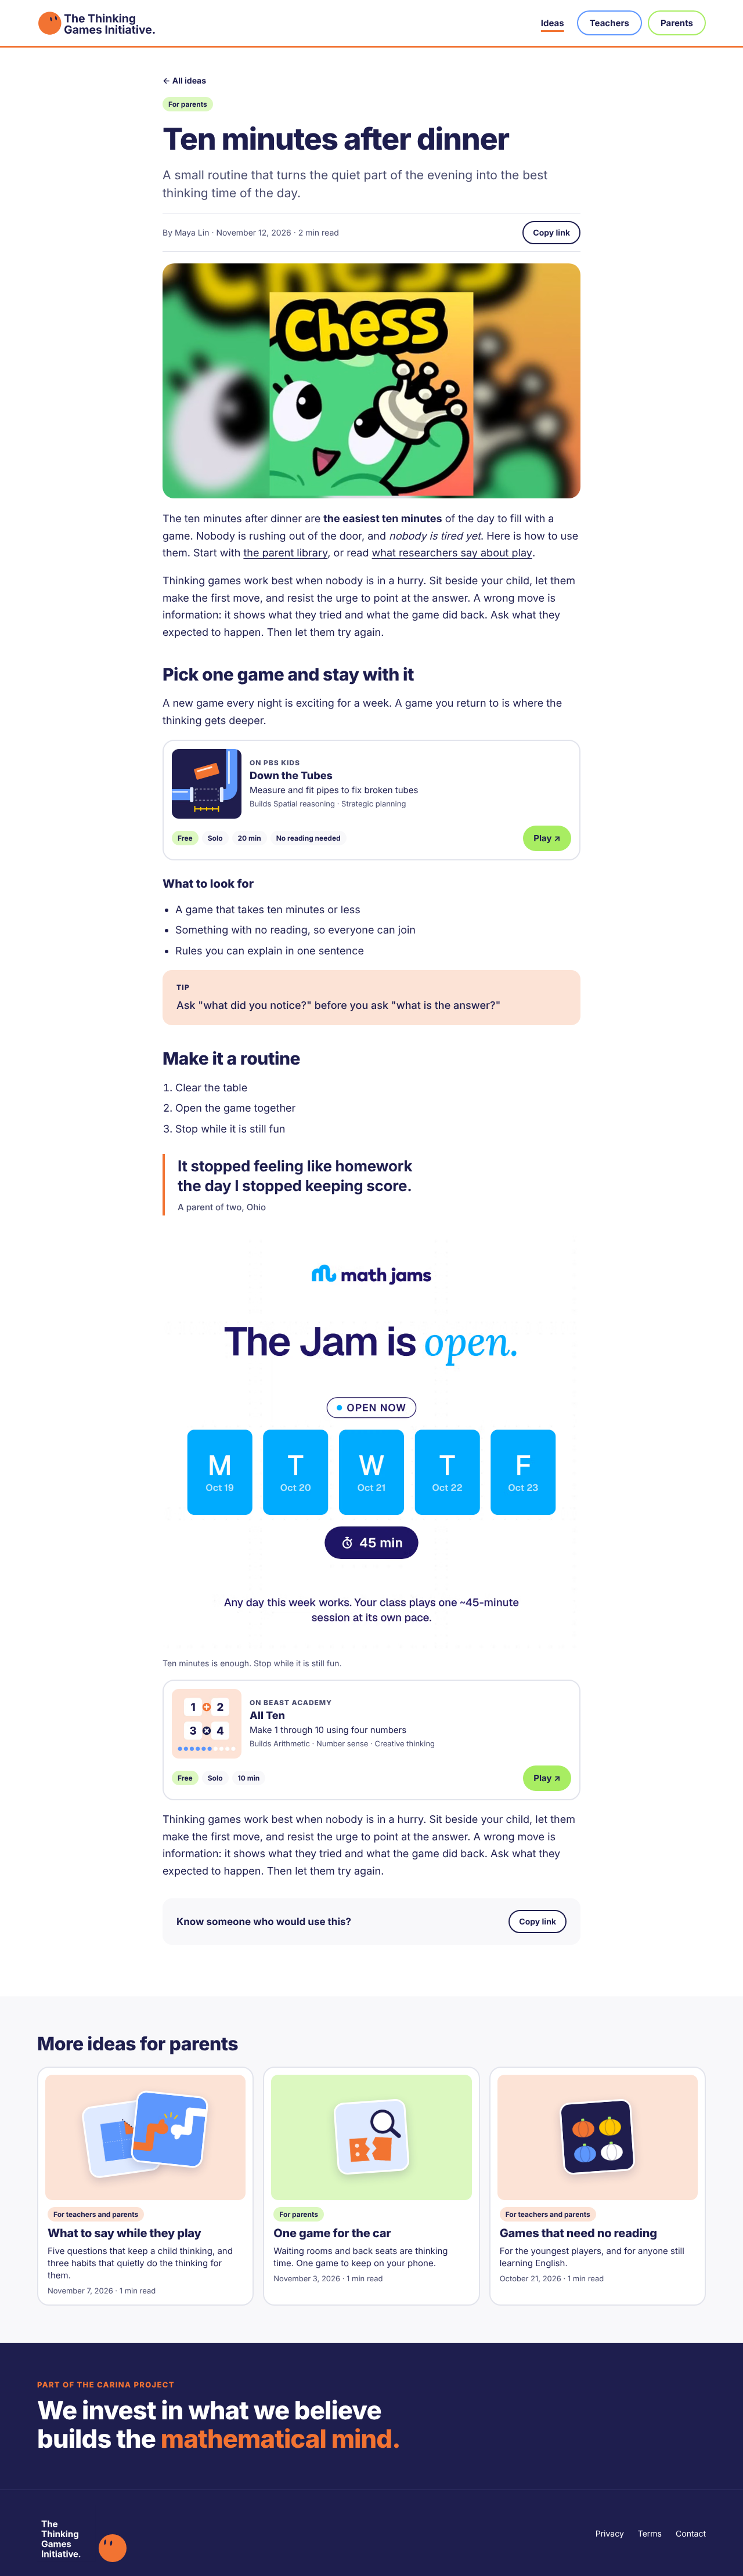 The Thinking
Games Initiative.
Ideas
Teachers
Parents
← All ideas
For parents
Ten minutes after dinner
A small routine that turns the quiet part of the evening into the best
thinking time of the day.
By Maya Lin · November 12, 2026 · 2 min read
Copy link
Chess
Chess
The ten minutes after dinner are the easiest ten minutes of the day to fill with a
game. Nobody is rushing out of the door, and nobody is tired yet. Here is how to use
them. Start with the parent library, or read what researchers say about play.
Thinking games work best when nobody is in a hurry. Sit beside your child, let them
make the first move, and resist the urge to point at the answer. A wrong move is
information: it shows what they tried and what the game did back. Ask what they
expected to happen. Then let them try again.
Pick one game and stay with it
A new game every night is exciting for a week. A game you return to is where the
thinking gets deeper.
ON PBS KIDS
Down the Tubes
Measure and fit pipes to fix broken tubes
Builds Spatial reasoning · Strategic planning
Free
Solo
20 min
No reading needed
Play ↗
What to look for
• A game that takes ten minutes or less
• Something with no reading, so everyone can join
• Rules you can explain in one sentence
TIP
Ask "what did you notice?" before you ask "what is the answer?"
Make it a routine
1. Clear the table
2. Open the game together
3. Stop while it is still fun
It stopped feeling like homework
the day I stopped keeping score.
A parent of two, Ohio
math jams
The Jam is open.
OPEN NOW
M
Oct 19
T
Oct 20
W
Oct 21
T
Oct 22
F
Oct 23
45 min
Any day this week works. Your class plays one ~45-minute
session at its own pace.
Ten minutes is enough. Stop while it is still fun.
1 + 2
3 × 4
ON BEAST ACADEMY
All Ten
Make 1 through 10 using four numbers
Builds Arithmetic · Number sense · Creative thinking
Free
Solo
10 min
Play ↗
Thinking games work best when nobody is in a hurry. Sit beside your child, let them
make the first move, and resist the urge to point at the answer. A wrong move is
information: it shows what they tried and what the game did back. Ask what they
expected to happen. Then let them try again.
Know someone who would use this?
Copy link
More ideas for parents
For teachers and parents
What to say while they play
Five questions that keep a child thinking, and
three habits that quietly do the thinking for
them.
November 7, 2026 · 1 min read
For parents
One game for the car
Waiting rooms and back seats are thinking
time. One game to keep on your phone.
November 3, 2026 · 1 min read
For teachers and parents
Games that need no reading
For the youngest players, and for anyone still
learning English.
October 21, 2026 · 1 min read
PART OF THE CARINA PROJECT
We invest in what we believe
builds the mathematical mind.
The
Thinking
Games
Initiative.
Privacy
Terms
Contact